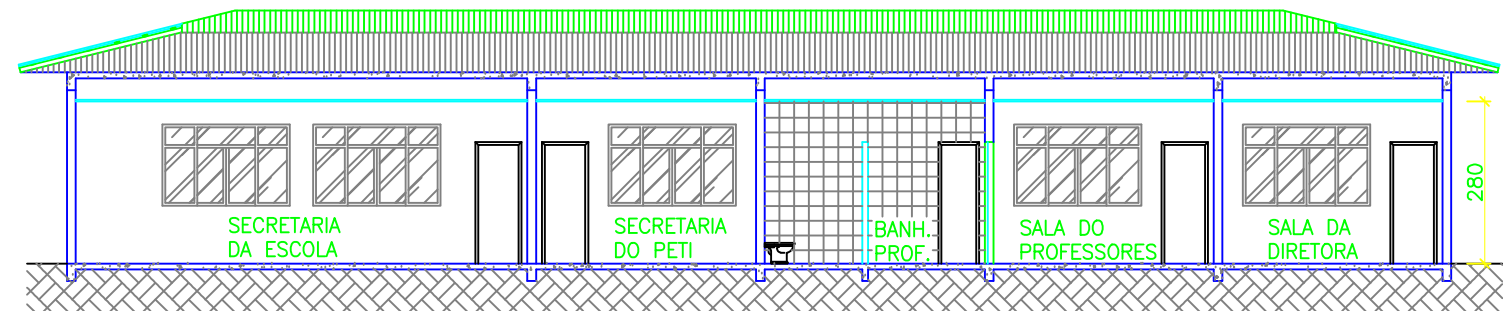 SECRETARIA
DA ESCOLA
SECRETARIA
DO PETI
BANH.
PROF.
SALA DO
PROFESSORES
SALA DA
DIRETORA
280